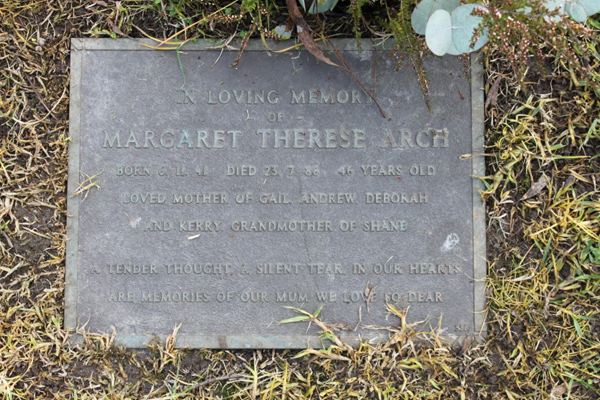 IN LOVING MEMORY
OF
MARGARET THERESE ARCH
BORN 11. 41 DIED 23. 7. 88 46 YEARS OLD
LOVED MOTHER OF GAIL, ANDREW, DEBORAH
AND KERRY, GRANDMOTHER OF SHANE
A TENDER THOUGHT, A SILENT TEAR, IN OUR HEARTS
ARE MEMORIES OF OUR MUM WE LOVE SO DEAR